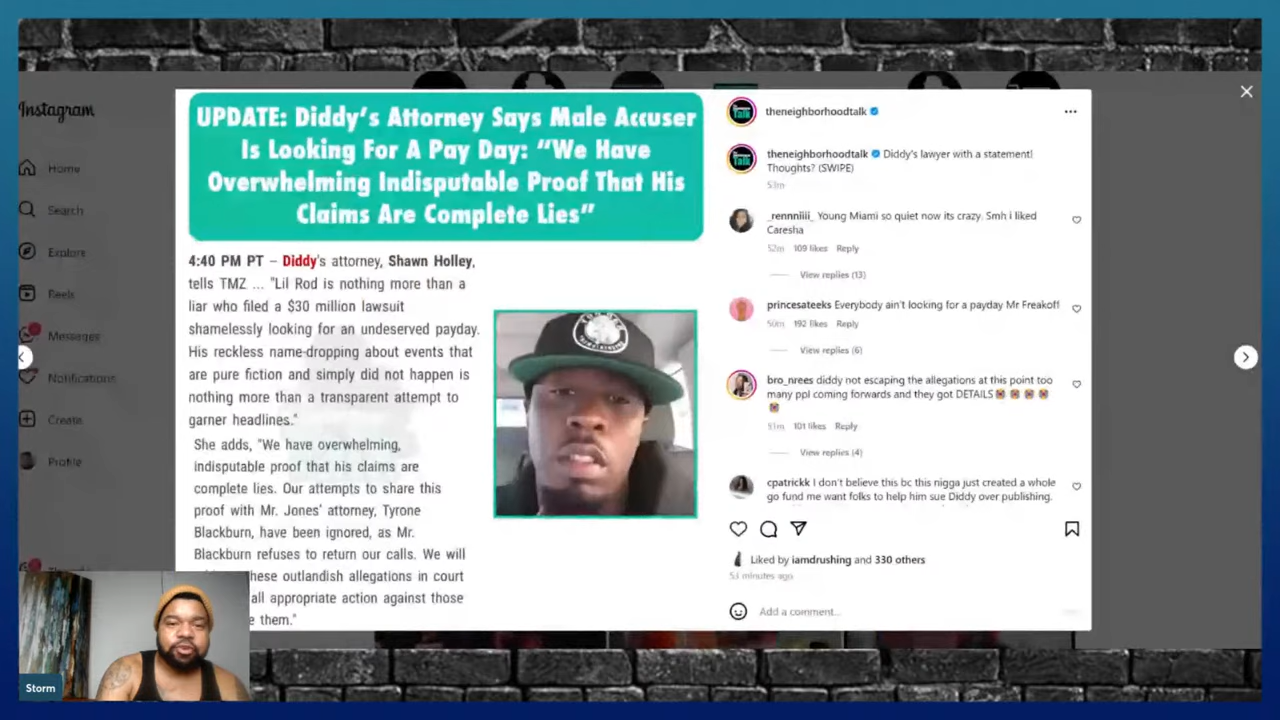 Instagram
Home
Search
Explore
Reels
Messages
Notifications
Create
Profile
UPDATE: Diddy's Attorney Says Male Accuser
Is Looking For A Pay Day: "We Have
Overwhelming Indisputable Proof That His
Claims Are Complete Lies"
4:40 PM PT – Diddy's attorney, Shawn Holley,
tells TMZ ... "Lil Rod is nothing more than a
liar who filed a $30 million lawsuit
shamelessly looking for an undeserved payday.
His reckless name-dropping about events that
are pure fiction and simply did not happen is
nothing more than a transparent attempt to
garner headlines."
She adds, "We have overwhelming,
indisputable proof that his claims are
complete lies. Our attempts to share this
proof with Mr. Jones' attorney, Tyrone
Blackburn, have been ignored, as Mr.
Blackburn refuses to return our calls. We will
hese outlandish allegations in court
all appropriate action against those
e them."
theneighborhoodtalk
theneighborhoodtalk Diddy's lawyer with a statement!
Thoughts? (SWIPE)
53m
_rennniiii_ Young Miami so quiet now its crazy. Smh i liked
Caresha
52m 109 likes Reply
View replies (13)
princesateeks Everybody ain't looking for a payday Mr Freakoff
50m 192 likes Reply
View replies (6)
bro_nrees diddy not escaping the allegations at this point too
many ppl coming forwards and they got DETAILS
51m 101 likes Reply
View replies (4)
cpatrickk I don't believe this bc this nigga just created a whole
go fund me want folks to help him sue Diddy over publishing.
Liked by iamdrushing and 330 others
53 minutes ago
Add a comment...
Storm